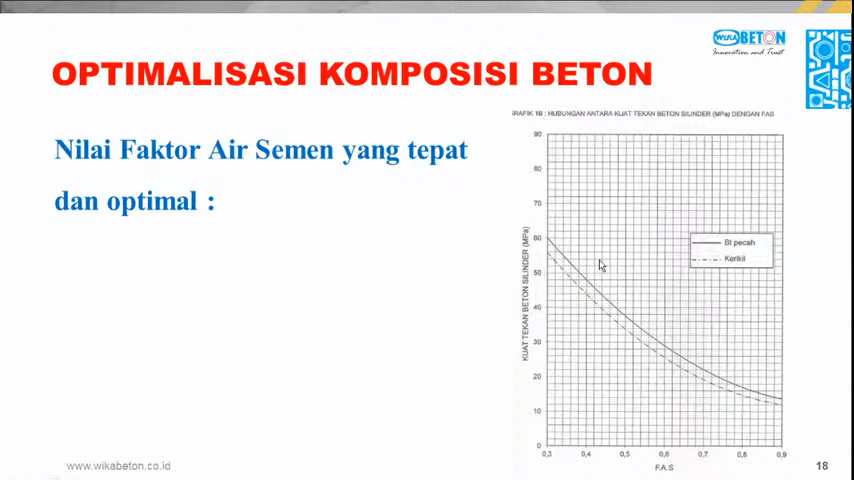 WIKA BETON
Innovation and Trust
OPTIMALISASI KOMPOSISI BETON
Nilai Faktor Air Semen yang tepat
dan optimal :
GRAFIK 1B : HUBUNGAN ANTARA KUAT TEKAN BETON SILINDER (MPa) DENGAN FAS
KUAT TEKAN BETON SILINDER (MPa)
90
80
70
60
50
40
30
20
10
0
Bt pecah
Kerikil
0,3 0,4 0,5 0,6 0,7 0,8 0,9
F.A.S
www.wikabeton.co.id
18